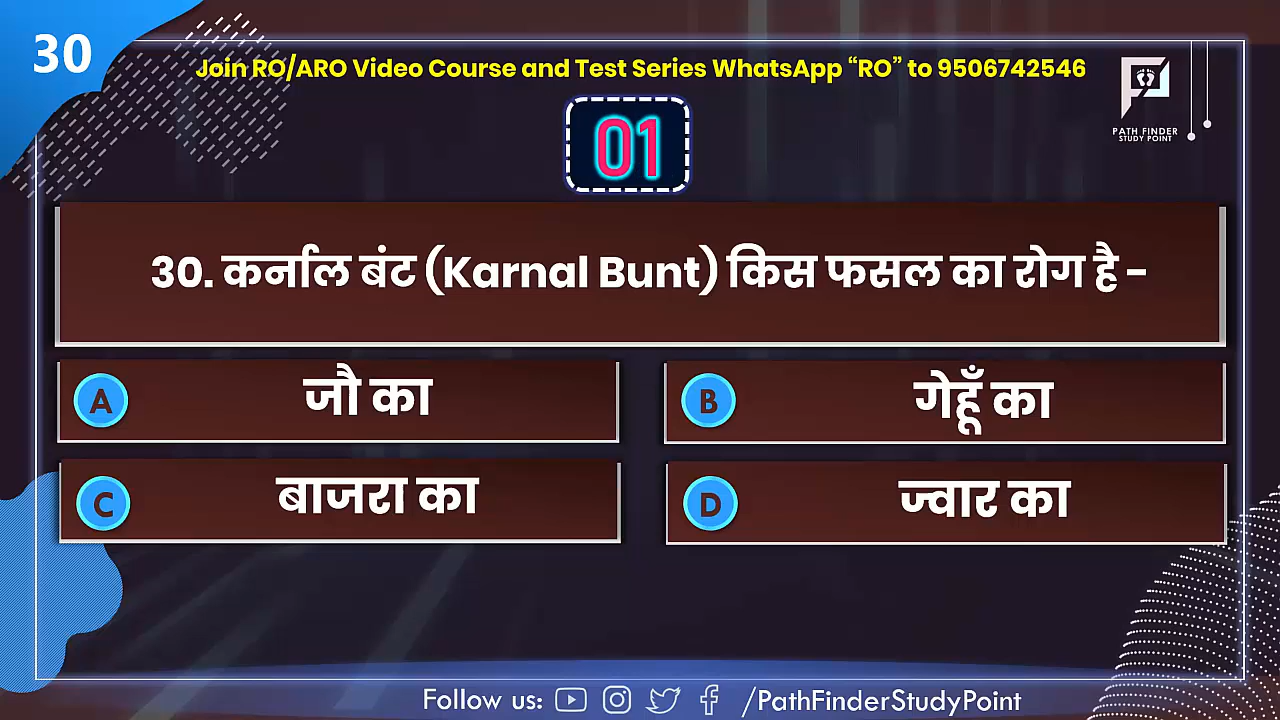 30
Join RO/ARO Video Course and Test Series WhatsApp “RO” to 9506742546
PATH FINDER
STUDY POINT
01
30. कर्नाल बंट (Karnal Bunt) किस फसल का रोग है -
A जौ का
B गेहूँ का
C बाजरा का
D ज्वार का
Follow us: /PathFinderStudyPoint